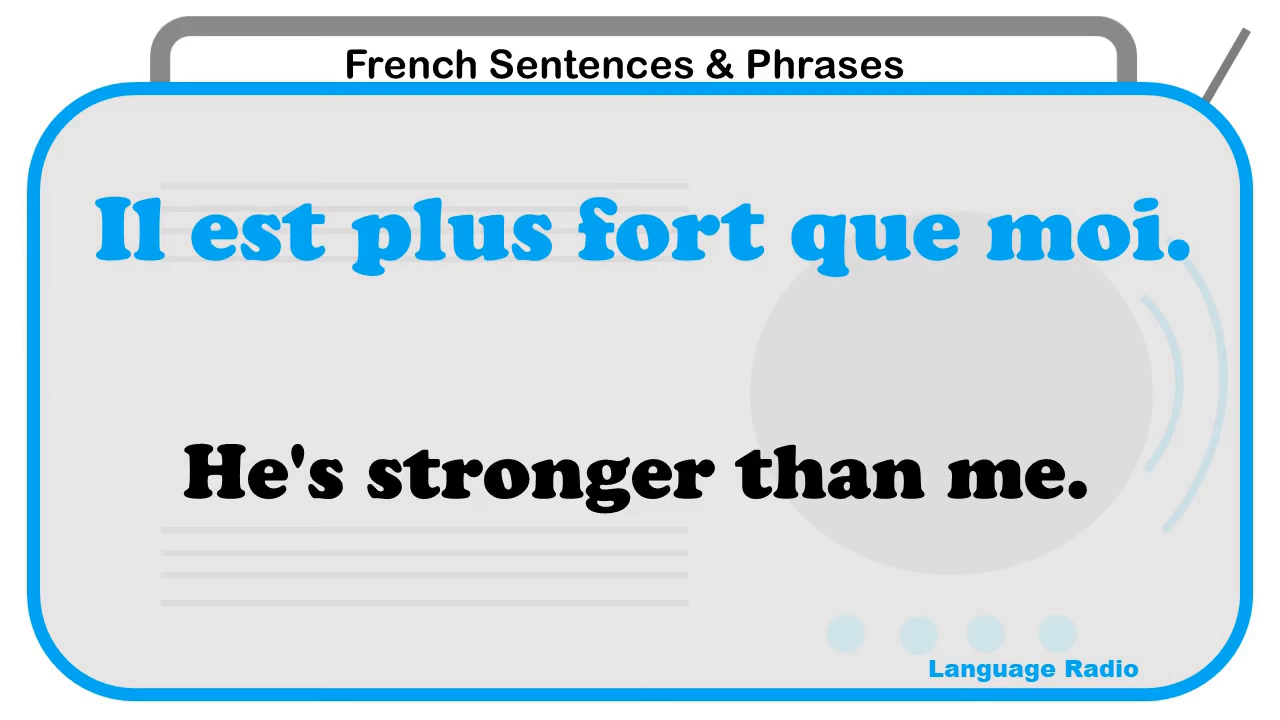 French Sentences & Phrases
Il est plus fort que moi.
He's stronger than me.
Language Radio